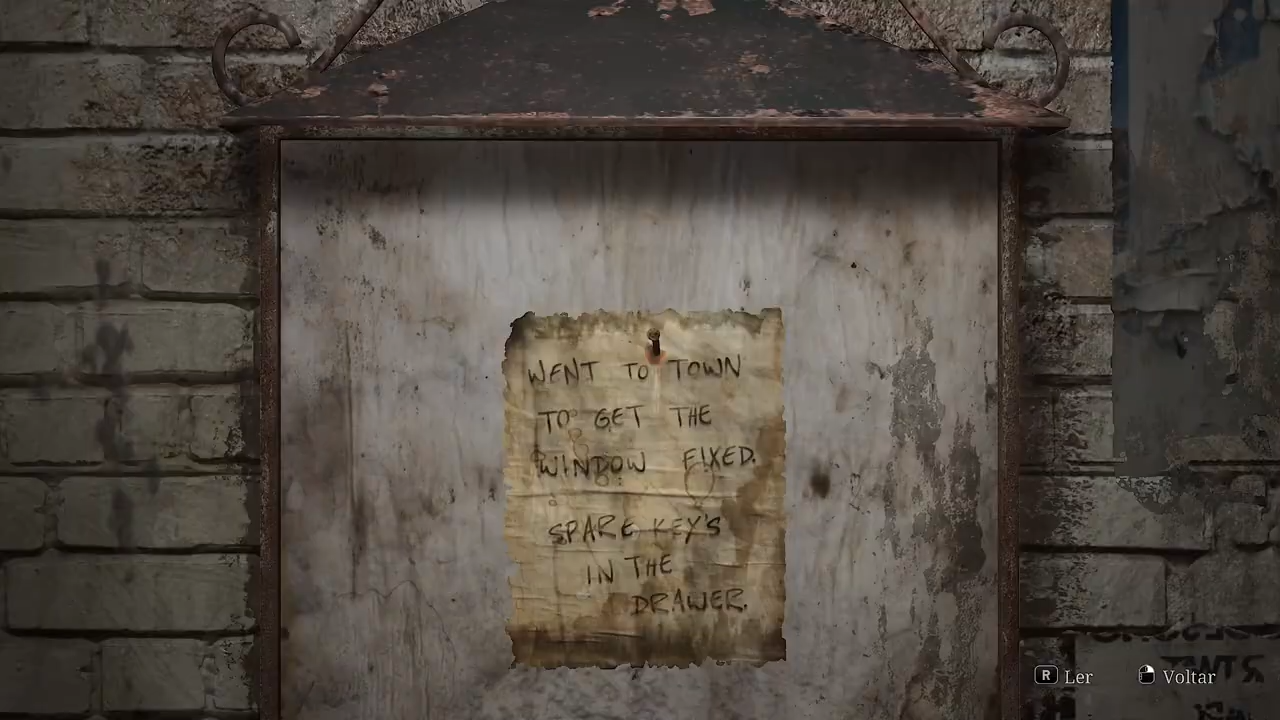 WENT TO TOWN
TO GET THE
WINDOW FIXED.
SPARE KEY'S
IN THE
DRAWER.
R Ler
Voltar